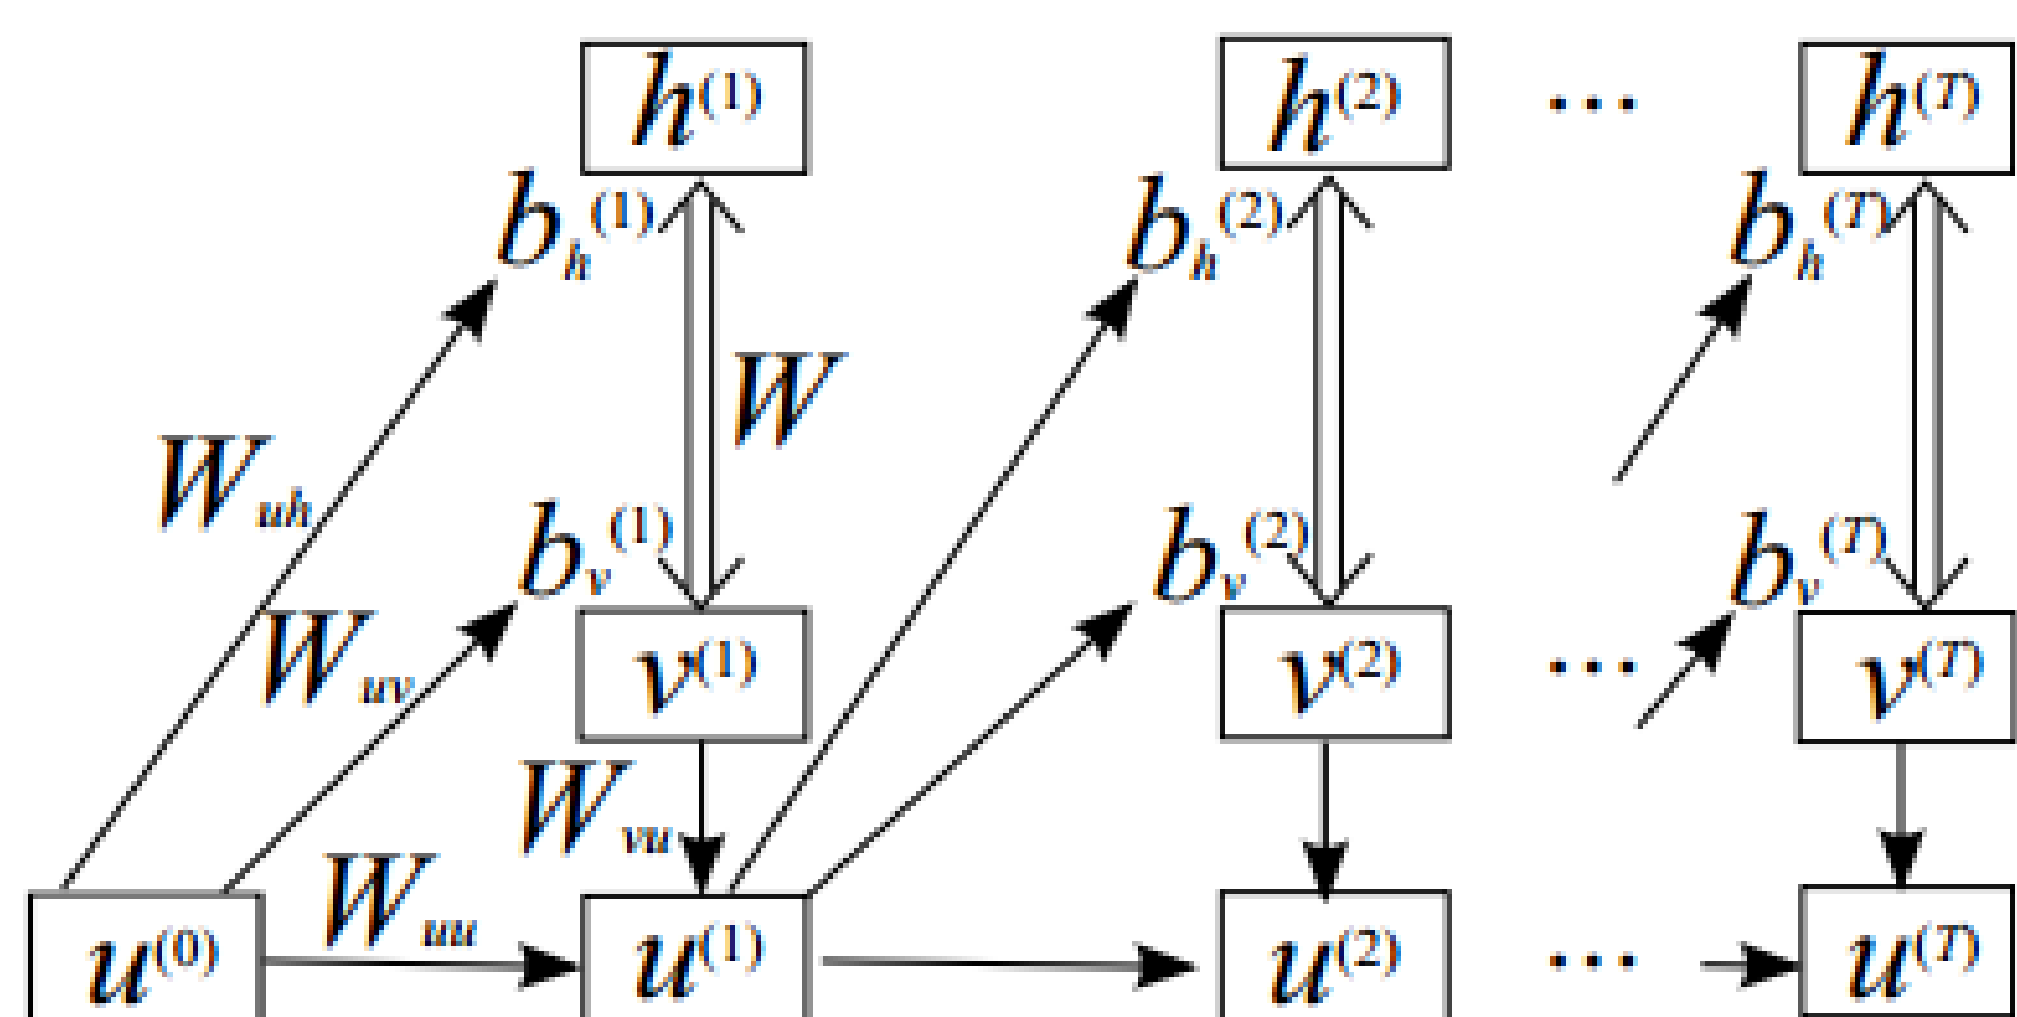 h(1) h(2) ... h(T)
bh(1) bh(2) bh(T)
W
Wuh
bv(1) bv(2) bv(T)
Wuv
v(1) v(2) ... v(T)
Wvu
Wuu
u(0) u(1) u(2) ... u(T)